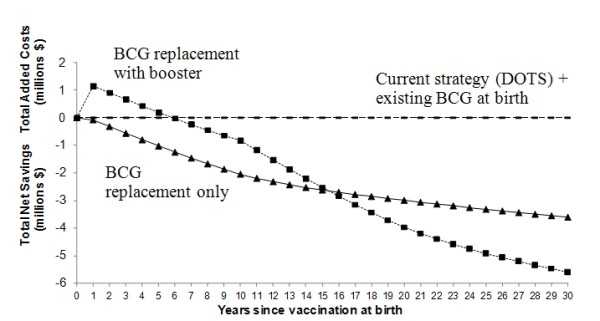 Total Net Savings Total Added Costs
(millions $) (millions $)
2
1
0
-1
-2
-3
-4
-5
-6
BCG replacement
with booster
Current strategy (DOTS) +
existing BCG at birth
BCG
replacement only
0 1 2 3 4 5 6 7 8 9 10 11 12 13 14 15 16 17 18 19 20 21 22 23 24 25 26 27 28 29 30
Years since vaccination at birth